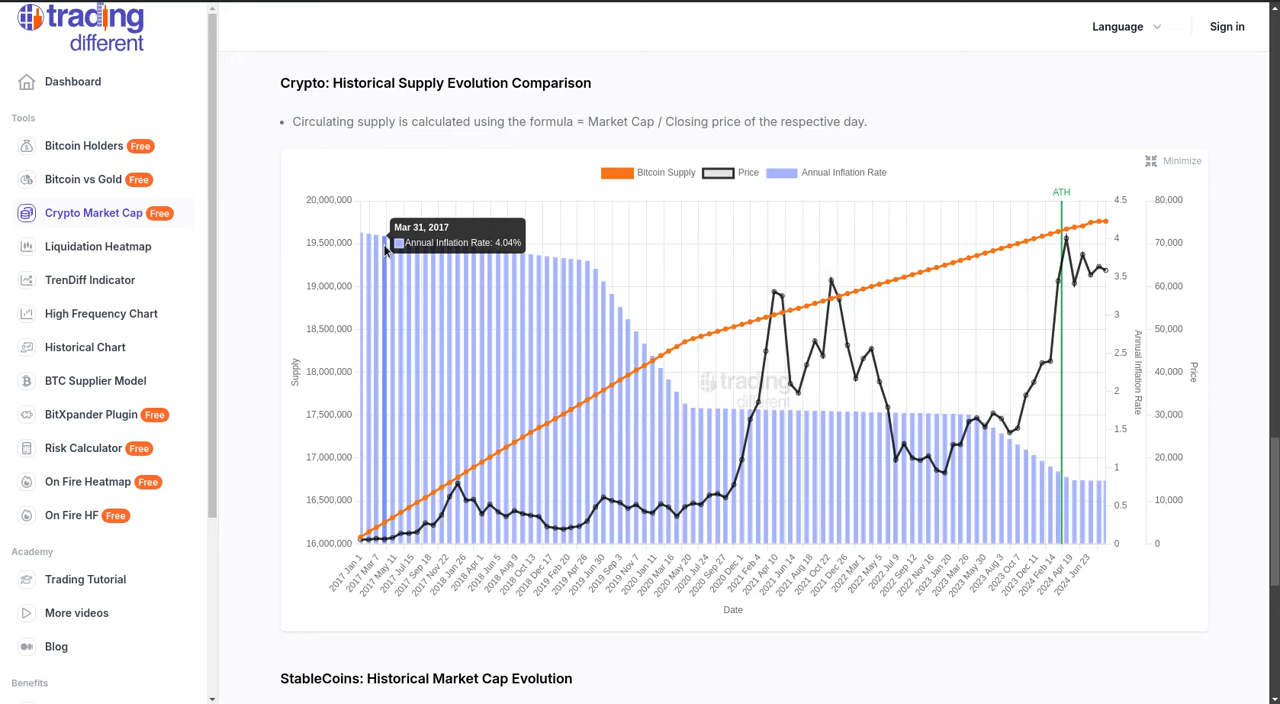 trading
different
Language
Sign in
Dashboard
Tools
Bitcoin Holders Free
Bitcoin vs Gold Free
Crypto Market Cap Free
Liquidation Heatmap
TrenDiff Indicator
High Frequency Chart
Historical Chart
BTC Supplier Model
BitXpander Plugin Free
Risk Calculator Free
On Fire Heatmap Free
On Fire HF Free
Academy
Trading Tutorial
More videos
Blog
Benefits
Crypto: Historical Supply Evolution Comparison
• Circulating supply is calculated using the formula = Market Cap / Closing price of the respective day.
Minimize
Bitcoin Supply Price Annual Inflation Rate
ATH
20,000,000
19,500,000
19,000,000
18,500,000
18,000,000
17,500,000
17,000,000
16,500,000
16,000,000
Supply
Mar 31, 2017
Annual Inflation Rate: 4.04%
trading
different
4.5
4
3.5
3
2.5
2
1.5
1
0.5
0
Annual Inflation Rate
80,000
70,000
60,000
50,000
40,000
30,000
20,000
10,000
0
Price
2017 Jan 1
2017 Mar 7
2017 May 11
2017 Jul 15
2017 Sep 18
2017 Nov 22
2018 Jan 26
2018 Apr 1
2018 Jun 5
2018 Aug 9
2018 Oct 13
2018 Dec 17
2019 Feb 20
2019 Apr 26
2019 Jun 30
2019 Sep 3
2019 Nov 7
2020 Jan 11
2020 Mar 16
2020 May 20
2020 Jul 24
2020 Sep 27
2020 Dec 1
2021 Feb 4
2021 Apr 10
2021 Jun 14
2021 Aug 18
2021 Oct 22
2021 Dec 26
2022 Mar 1
2022 May 5
2022 Jul 9
2022 Sep 12
2022 Nov 16
2023 Jan 20
2023 Mar 26
2023 May 30
2023 Aug 3
2023 Oct 7
2023 Dec 11
2024 Feb 14
2024 Apr 19
2024 Jun 23
Date
StableCoins: Historical Market Cap Evolution